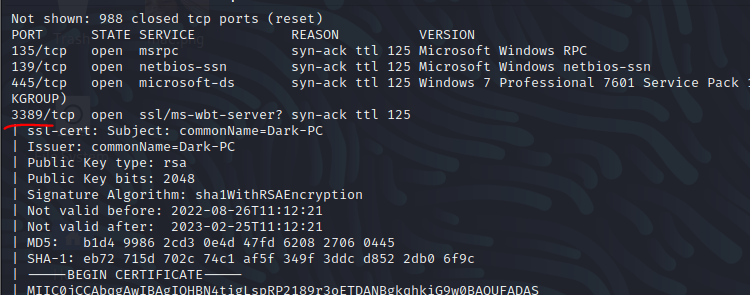 Not shown: 988 closed tcp ports (reset)
PORT STATE SERVICE REASON VERSION
135/tcp open msrpc syn-ack ttl 125 Microsoft Windows RPC
139/tcp open netbios-ssn syn-ack ttl 125 Microsoft Windows netbios-ssn
445/tcp open microsoft-ds syn-ack ttl 125 Windows 7 Professional 7601 Service Pack 1
KGROUP)
3389/tcp open ssl/ms-wbt-server? syn-ack ttl 125
| ssl-cert: Subject: commonName=Dark-PC
| Issuer: commonName=Dark-PC
| Public Key type: rsa
| Public Key bits: 2048
| Signature Algorithm: sha1WithRSAEncryption
| Not valid before: 2022-08-26T11:12:21
| Not valid after: 2023-02-25T11:12:21
| MD5: b1d4 9986 2cd3 0e4d 47fd 6208 2706 0445
| SHA-1: eb72 715d 702c 74c1 af5f 349f 3ddc d852 2db0 6f9c
| -----BEGIN CERTIFICATE-----